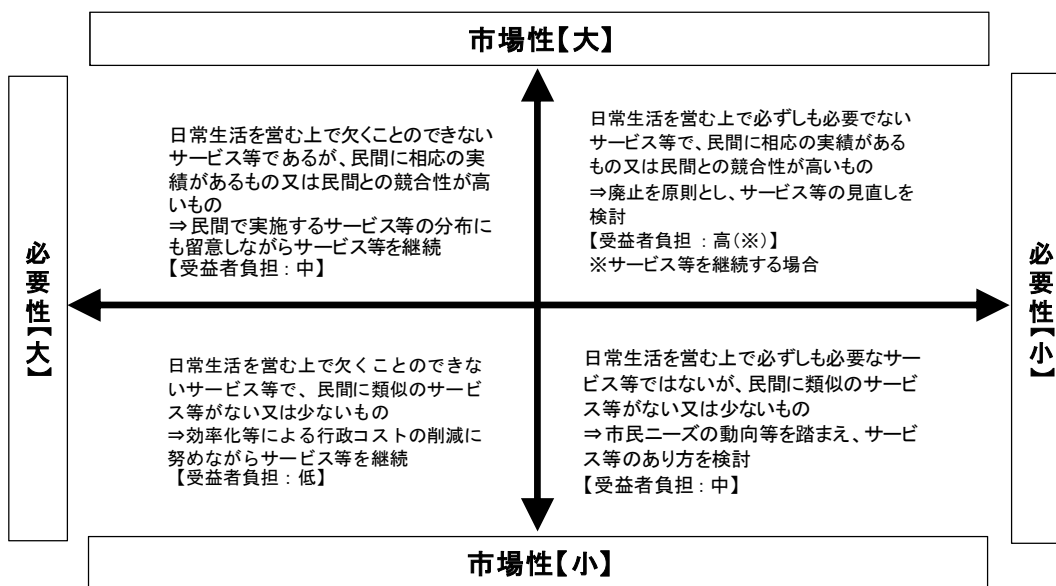 市場性【大】
必要性【大】
日常生活を営む上で欠くことのできない
サービス等であるが、民間に相応の実
績があるもの又は民間との競合性が高
いもの
⇒民間で実施するサービス等の分布に
も留意しながらサービス等を継続
【受益者負担：中】
日常生活を営む上で必ずしも必要でない
サービス等で、民間に相応の実績がある
もの又は民間との競合性が高いもの
⇒廃止を原則とし、サービス等の見直しを
検討
【受益者負担：高(※)】
※サービス等を継続する場合
必要性【小】
日常生活を営む上で欠くことのできな
いサービス等で、民間に類似のサービ
ス等がない又は少ないもの
⇒効率化等による行政コストの削減に
努めながらサービス等を継続
【受益者負担：低】
日常生活を営む上で必ずしも必要なサー
ビス等ではないが、民間に類似のサービ
ス等がない又は少ないもの
⇒市民ニーズの動向等を踏まえ、サービ
ス等のあり方を検討
【受益者負担：中】
市場性【小】